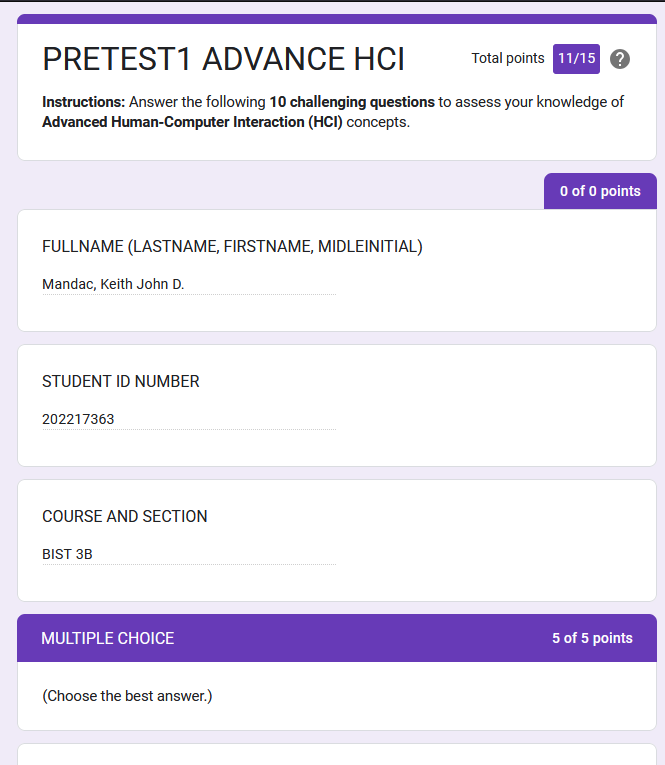 PRETEST1 ADVANCE HCI
Total points 11/15
Instructions: Answer the following 10 challenging questions to assess your knowledge of
Advanced Human-Computer Interaction (HCI) concepts.
0 of 0 points
FULLNAME (LASTNAME, FIRSTNAME, MIDLEINITIAL)
Mandac, Keith John D.
STUDENT ID NUMBER
202217363
COURSE AND SECTION
BIST 3B
MULTIPLE CHOICE
5 of 5 points
(Choose the best answer.)